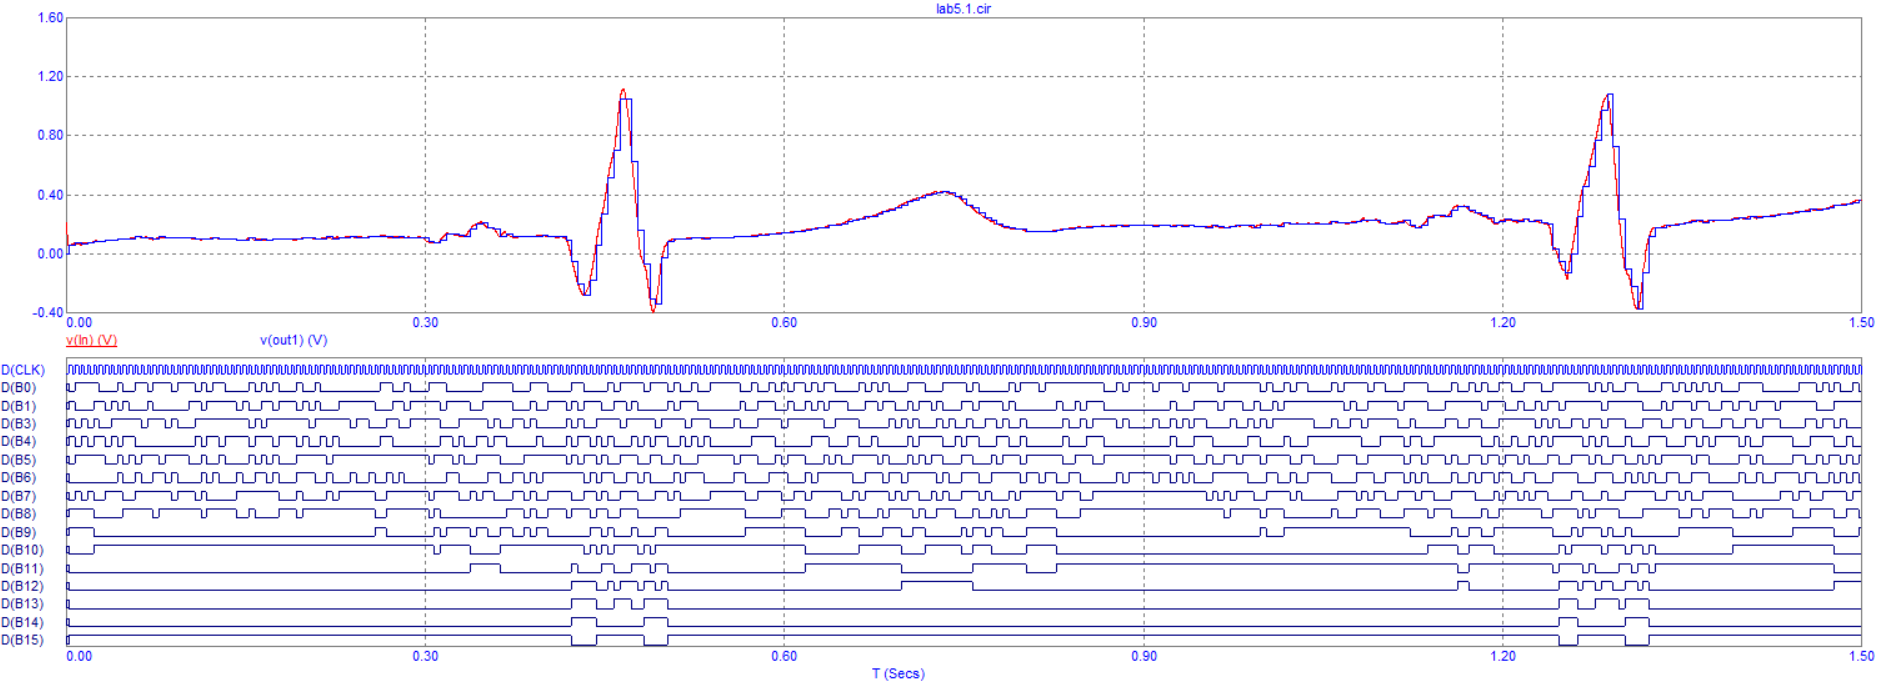 lab5.1.cir
1.60
1.20
0.80
0.40
0.00
-0.40
0.00 0.30 0.60 0.90 1.20 1.50
v(In) (V) v(out1) (V)
D(CLK)
D(B0)
D(B1)
D(B3)
D(B4)
D(B5)
D(B6)
D(B7)
D(B8)
D(B9)
D(B10)
D(B11)
D(B12)
D(B13)
D(B14)
D(B15)
0.00 0.30 0.60 0.90 1.20 1.50
T (Secs)